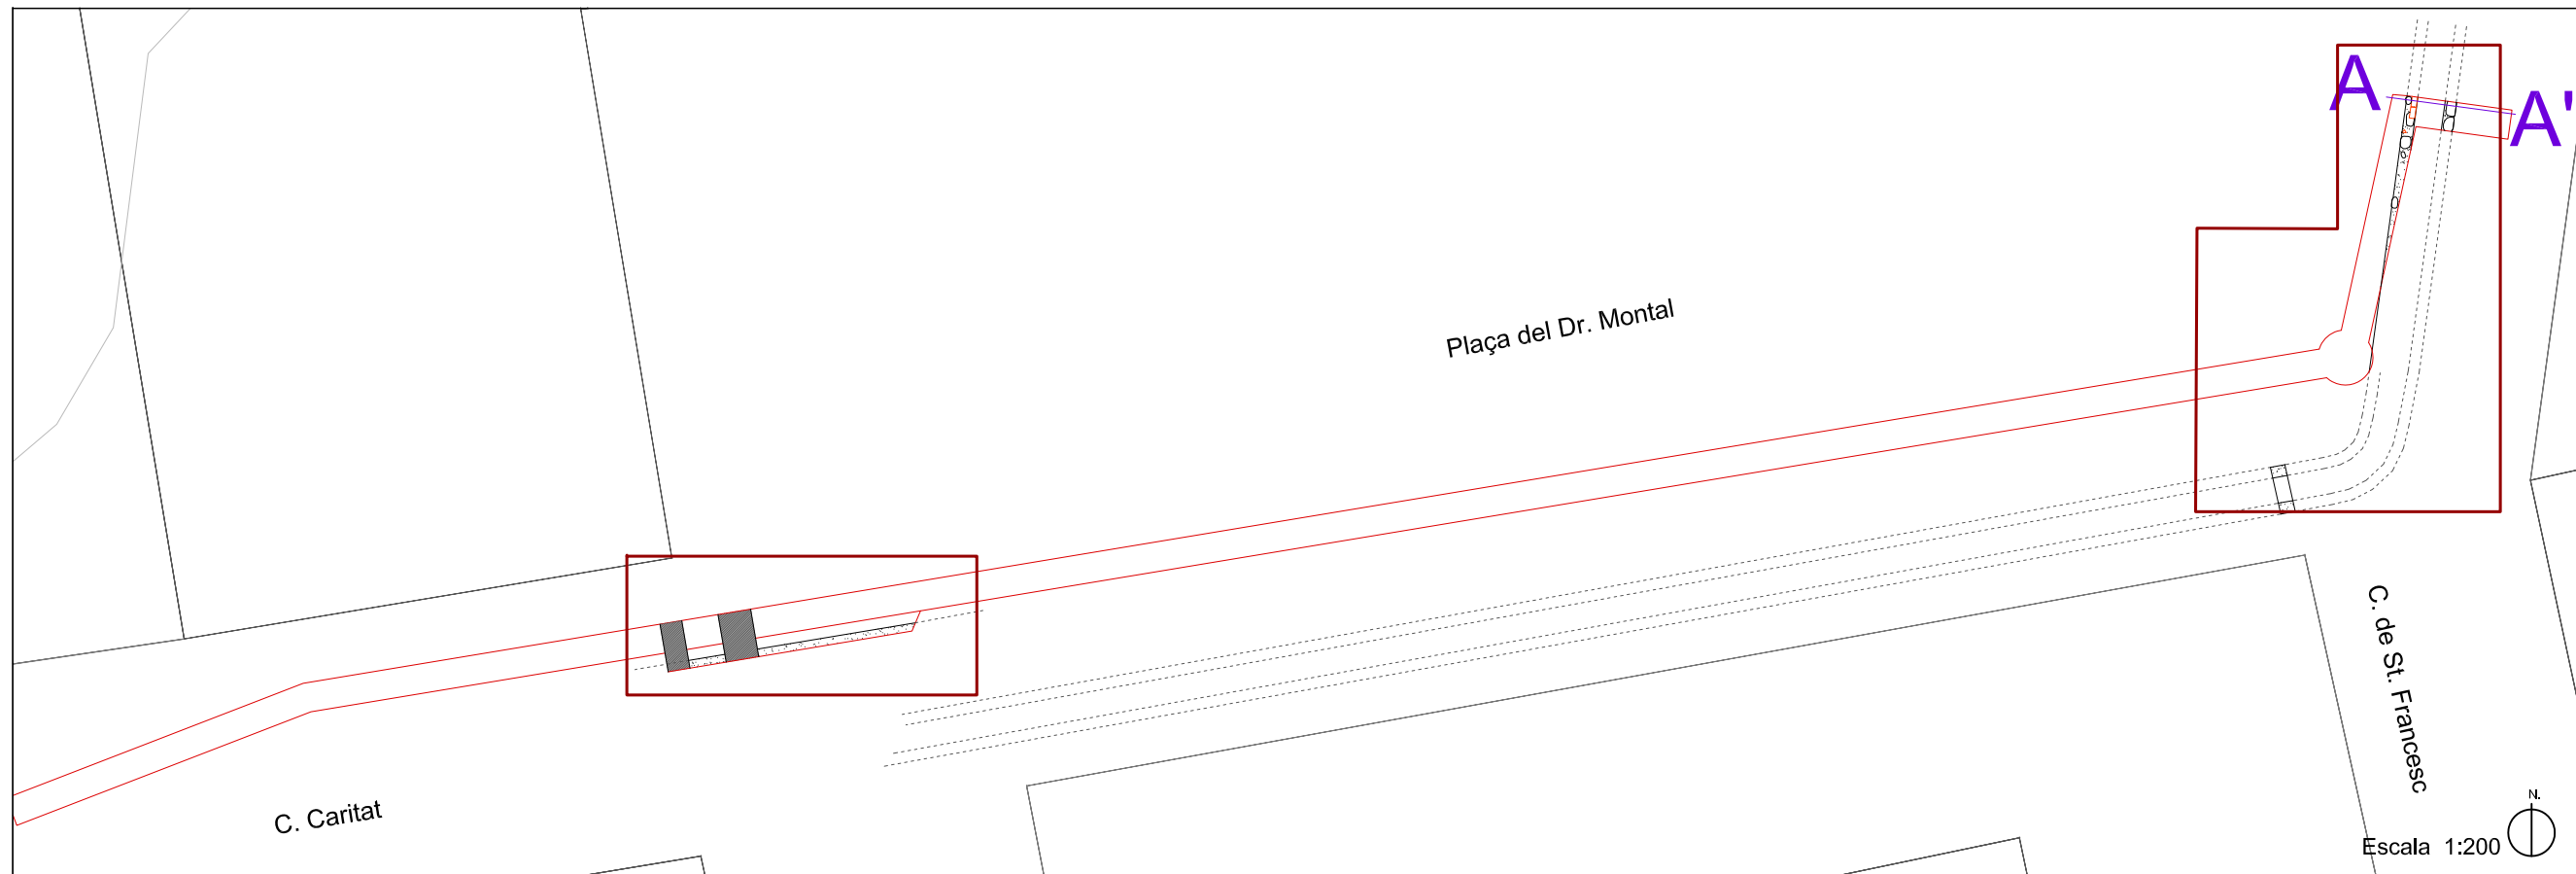 A
A'
Plaça del Dr. Montal
C. de St. Francesc
C. Caritat
N.
Escala 1:200